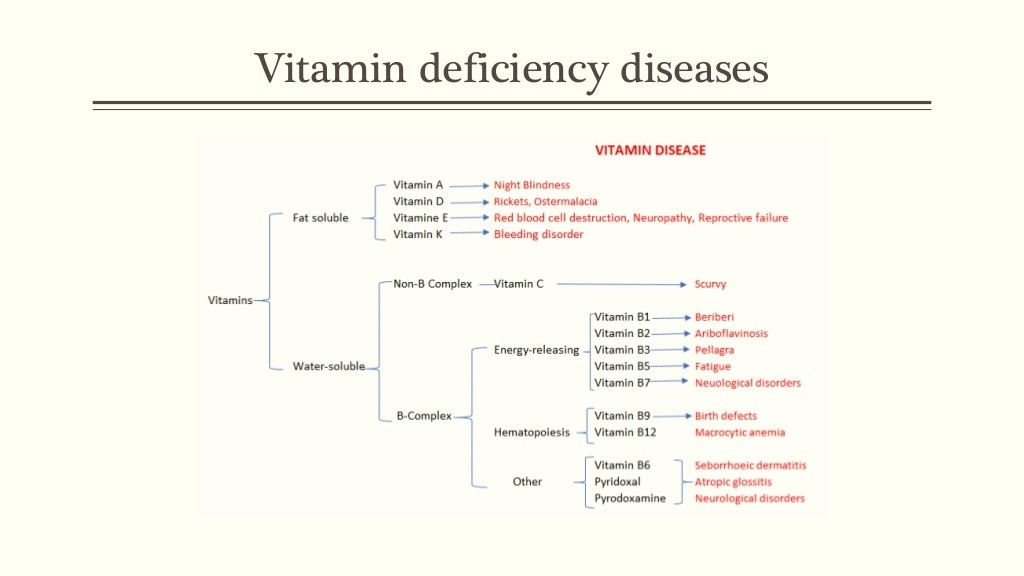 Vitamin deficiency diseases
VITAMIN DISEASE
Vitamin A Night Blindness
Vitamin D Rickets, Ostermalacia
Fat soluble Vitamine E Red blood cell destruction, Neuropathy, Reproctive failure
Vitamin K Bleeding disorder
Non-B Complex Vitamin C Scurvy
Vitamins
Vitamin B1 Beriberi
Vitamin B2 Ariboflavinosis
Energy-releasing Vitamin B3 Pellagra
Water-soluble Vitamin B5 Fatigue
Vitamin B7 Neuological disorders
B-Complex Vitamin B9 Birth defects
Hematopoiesis Vitamin B12 Macrocytic anemia
Vitamin B6 Seborrhoeic dermatitis
Other Pyridoxal Atropic glossitis
Pyrodoxamine Neurological disorders